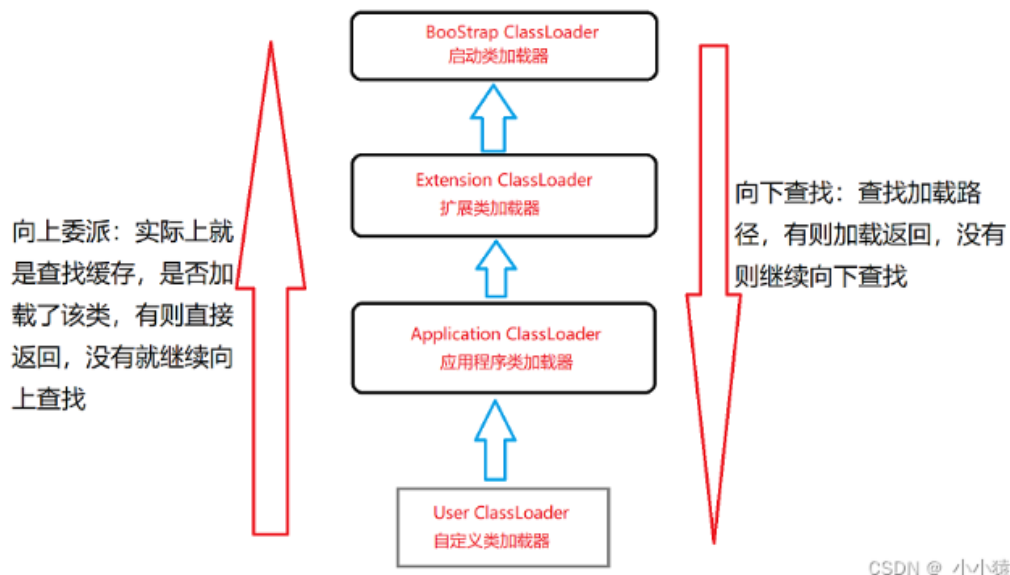 BooStrap ClassLoader
启动类加载器
Extension ClassLoader
扩展类加载器
Application ClassLoader
应用程序类加载器
User ClassLoader
自定义类加载器
向上委派：实际上就
是查找缓存，是否加
载了该类，有则直接
返回，没有就继续向
上查找
向下查找：查找加载路
径，有则加载返回，没有
则继续向下查找
CSDN @ 小小猿